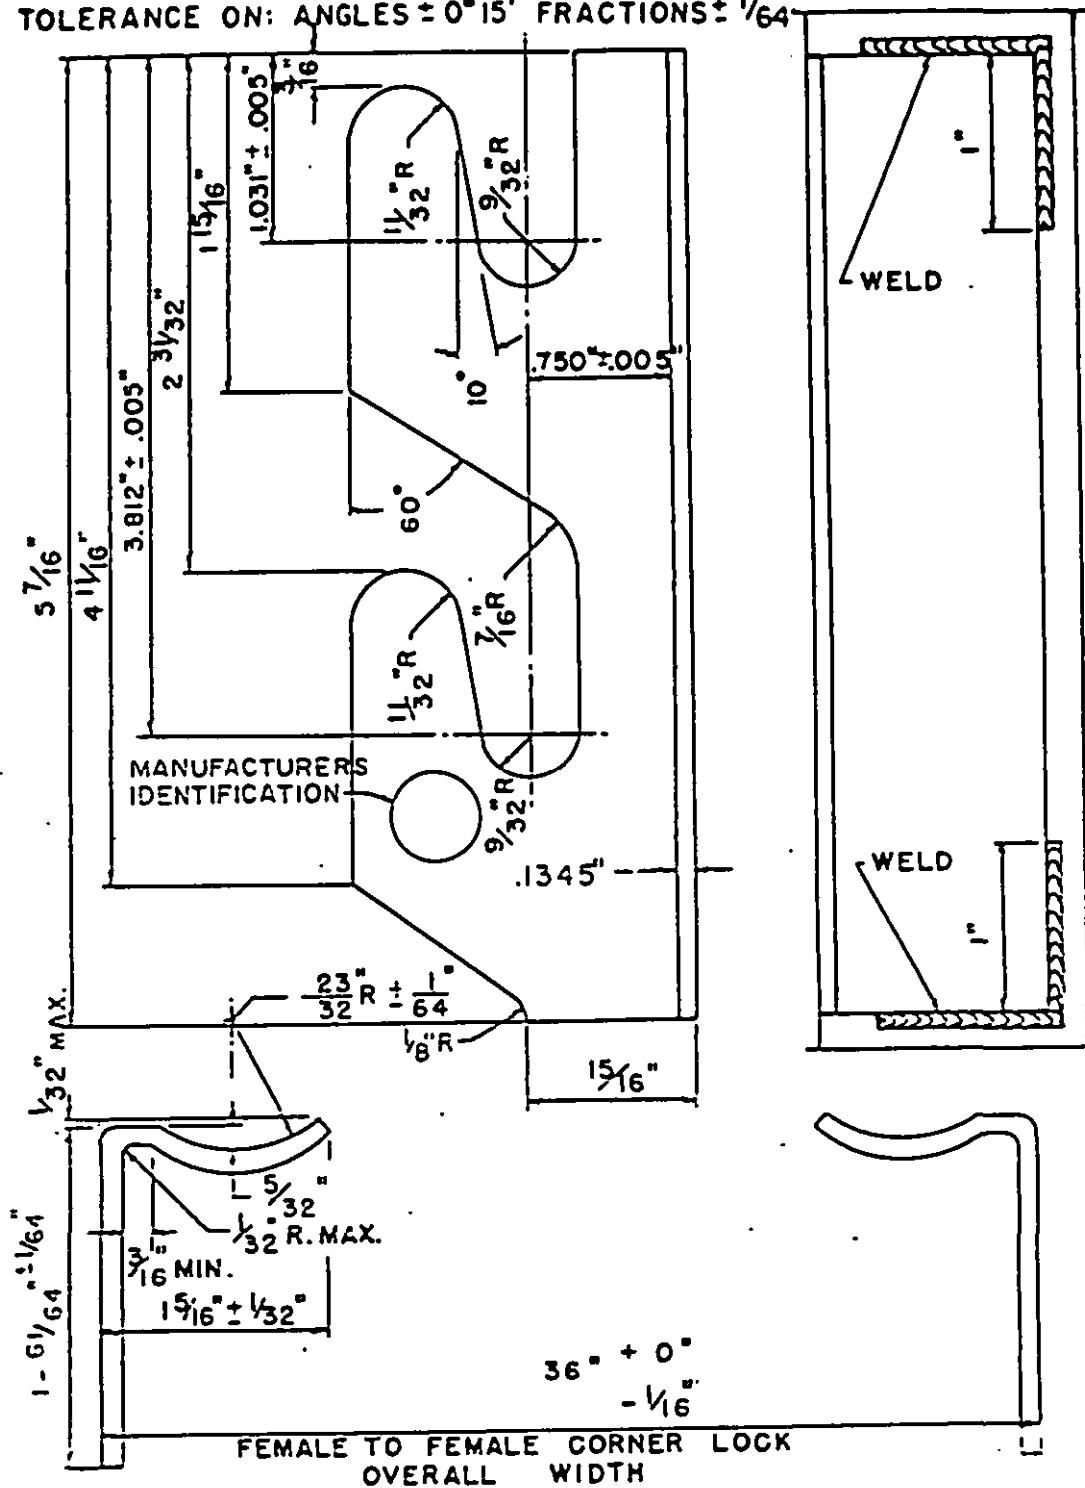 TOLERANCE ON: ANGLES ± 0°15' FRACTIONS ± 1/64
3/16"
1.031" ± .005"
1 15/16"
2 31/32"
3.812" ± .005"
4 11/16"
5 7/16"
11/32" R
9/32" R
10°
.750" ± .005"
60°
7/16" R
11/32" R
9/32" R
MANUFACTURERS
IDENTIFICATION
.1345"
23/32" R ± 1/64
1/8" R
15/16"
WELD
1"
WELD
1"
1/32" MAX.
5/32"
1/32" R. MAX.
3/16" MIN.
1 5/16" ± 1/32"
1 - 61/64" ± 1/64"
36" + 0"
- 1/16"
FEMALE TO FEMALE CORNER LOCK
OVERALL WIDTH